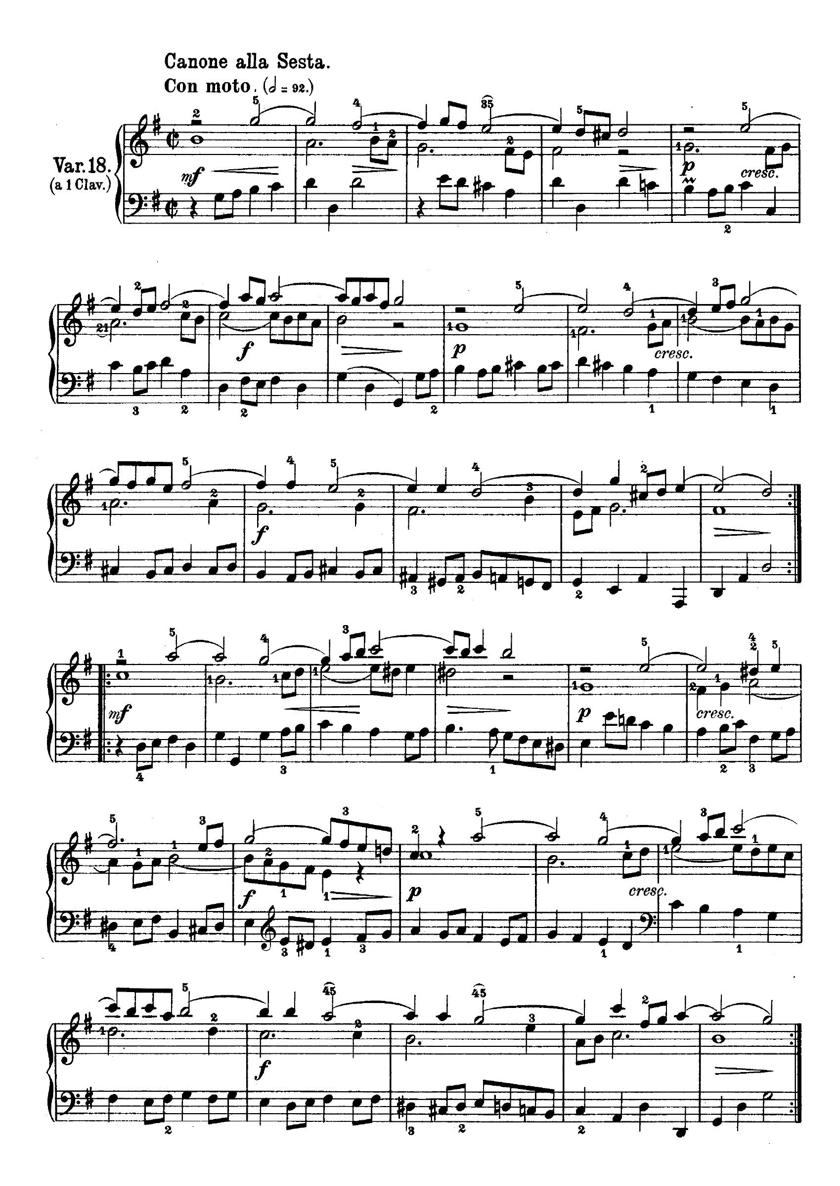 Canone alla Sesta.
Con moto. (𝅗𝅥 = 92.)
Var. 18.
(a 1 Clav.)
mf
p
cresc.
f
p
cresc.
f
mf
p
cresc.
f
p
cresc.
f